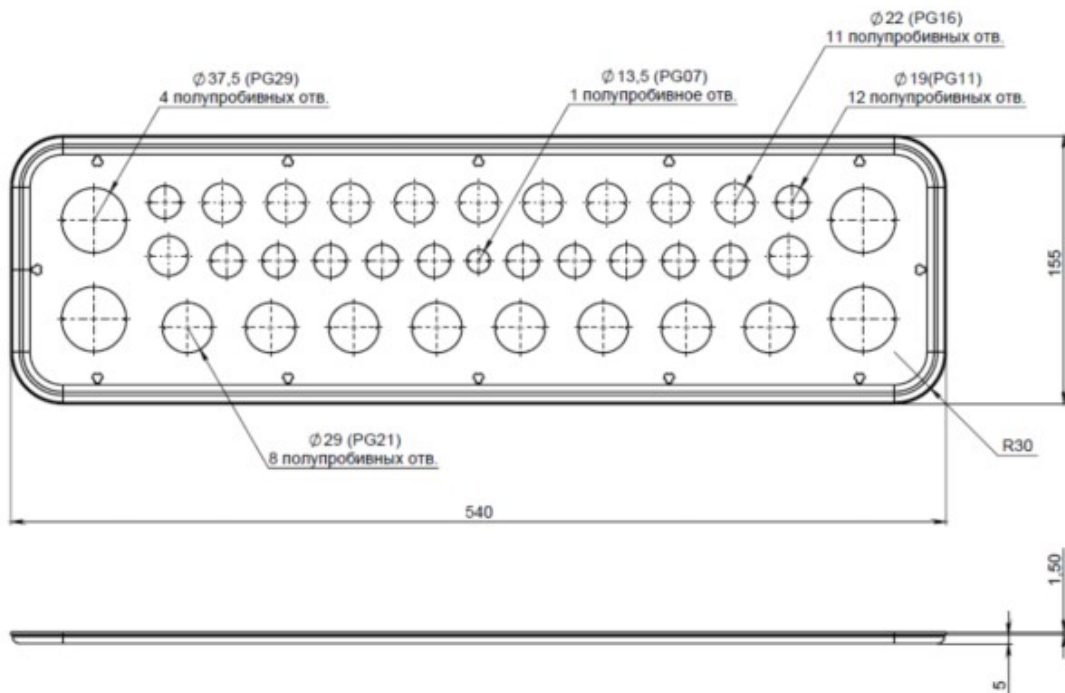 ∅22 (PG16)
11 полупробивных отв.
∅37,5 (PG29)
4 полупробивных отв.
∅13,5 (PG07)
1 полупробивное отв.
∅19(PG11)
12 полупробивных отв.
155
∅29 (PG21)
8 полупробивных отв.
R30
540
1,50
5